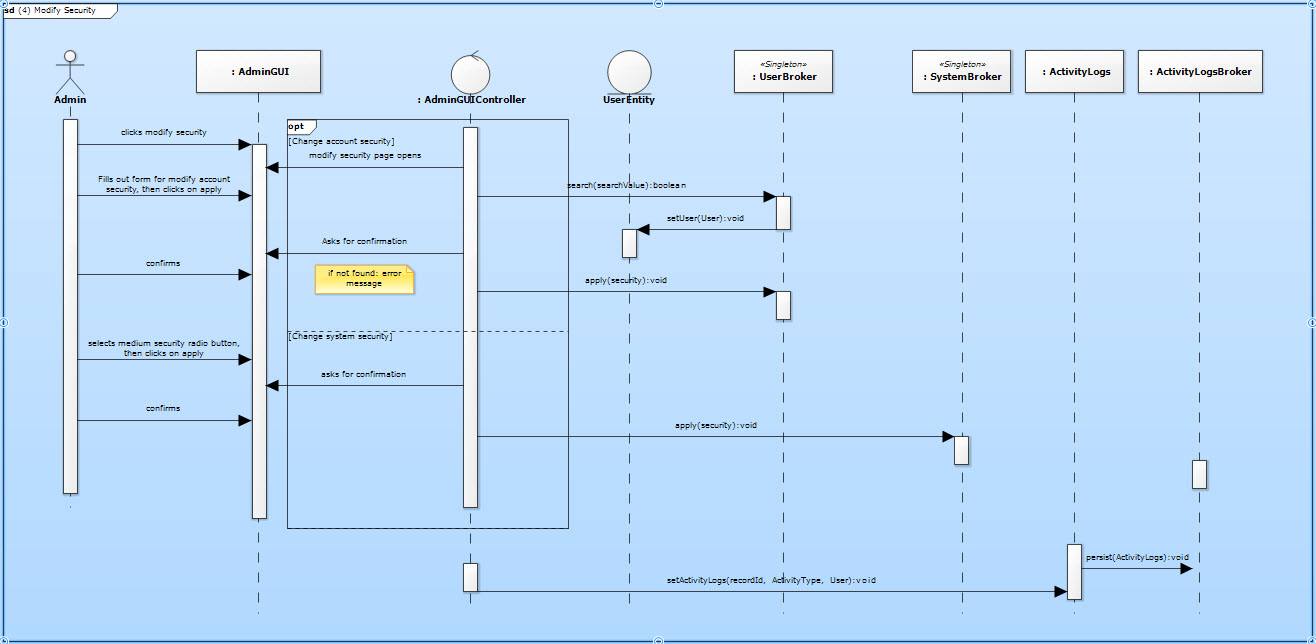 sd (4) Modify Security
Admin
: AdminGUI
: AdminGUIController
UserEntity
«Singleton»
: UserBroker
«Singleton»
: SystemBroker
: ActivityLogs
: ActivityLogsBroker
opt
clicks modify security
[Change account security]
modify security page opens
Fills out form for modify account
security, then clicks on apply
search(searchValue):boolean
setUser(User):void
Asks for confirmation
confirms
if not found: error
message
apply(security):void
[Change system security]
selects medium security radio button,
then clicks on apply
asks for confirmation
confirms
apply(security):void
persist(ActivityLogs):void
setActivityLogs(recordId, ActivityType, User):void